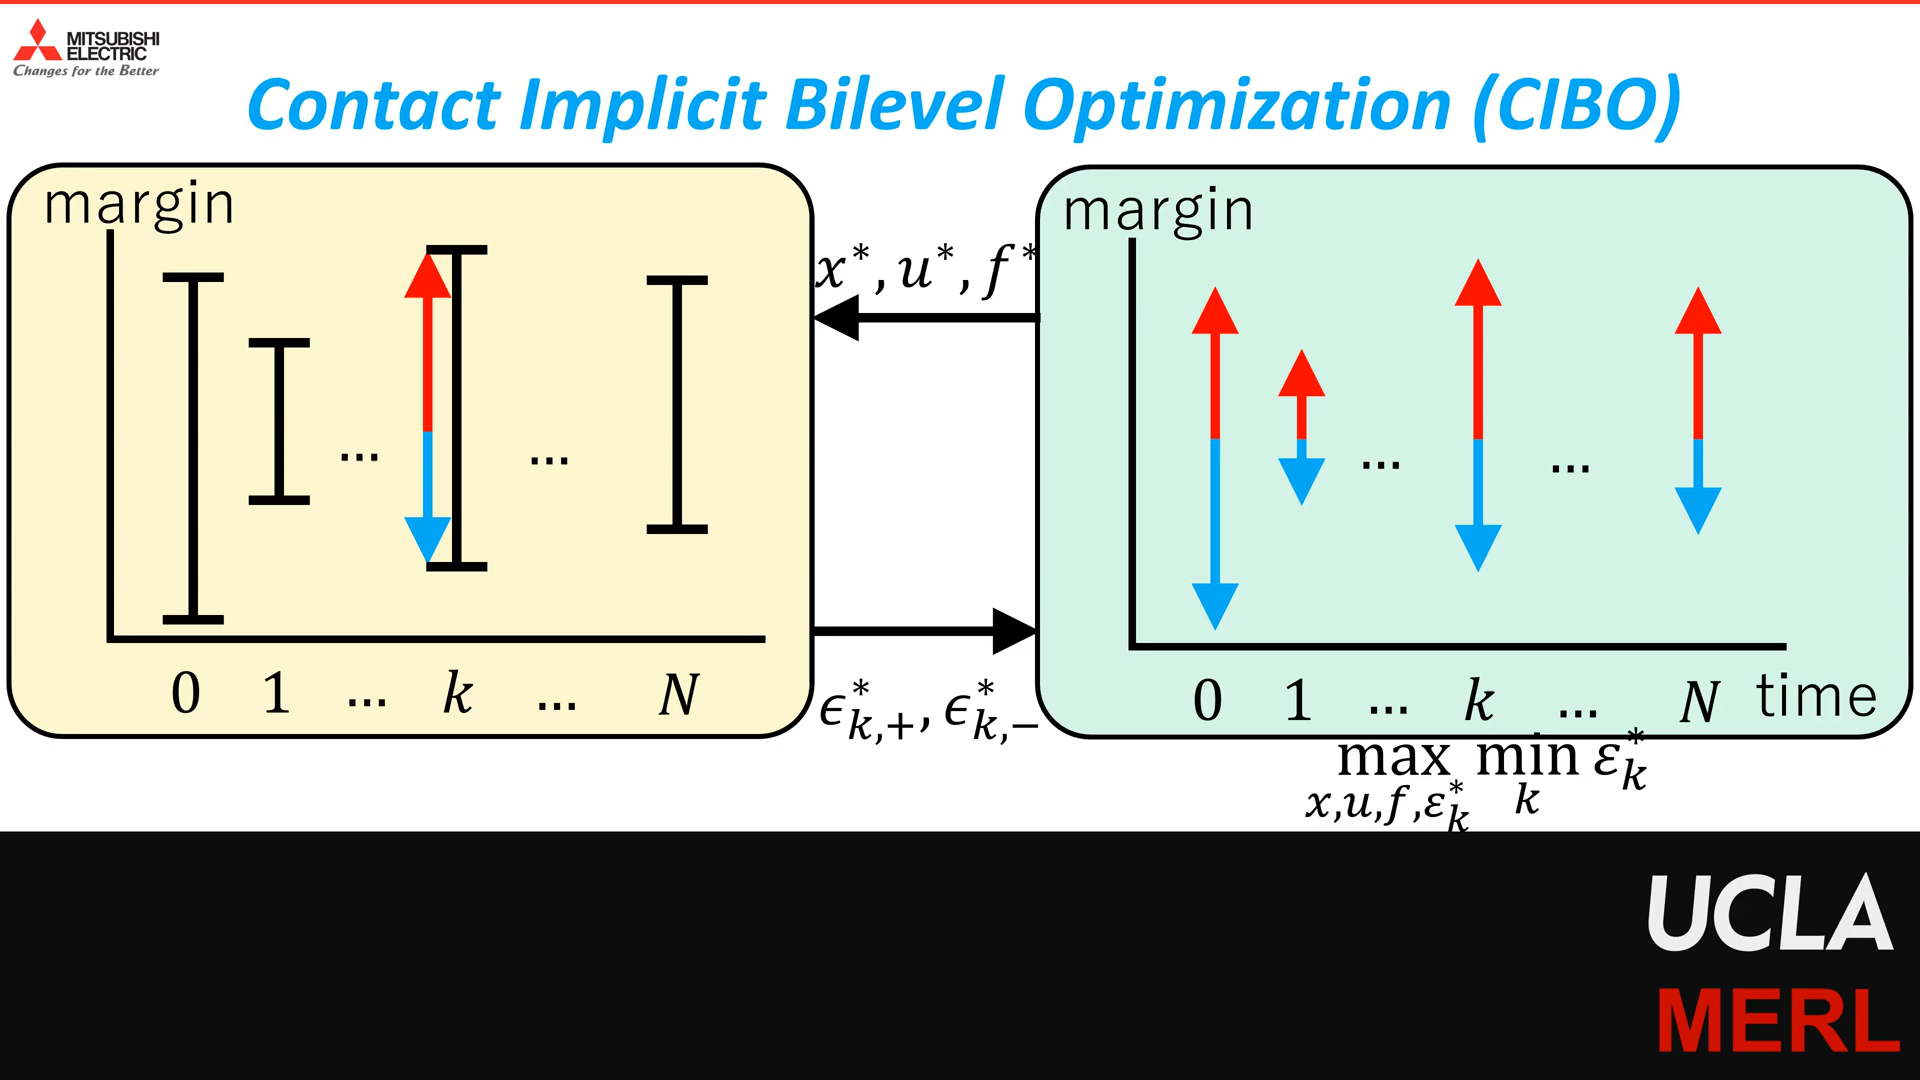 MITSUBISHI
ELECTRIC
Changes for the Better
Contact Implicit Bilevel Optimization (CIBO)
margin
... ...
0 1 ... k ... N
x*, u*, f*
ϵ*k,+, ϵ*k,−
margin
... ...
0 1 ... k ... N time
max min ε*k
x,u,f,ε*k k
UCLA
MERL